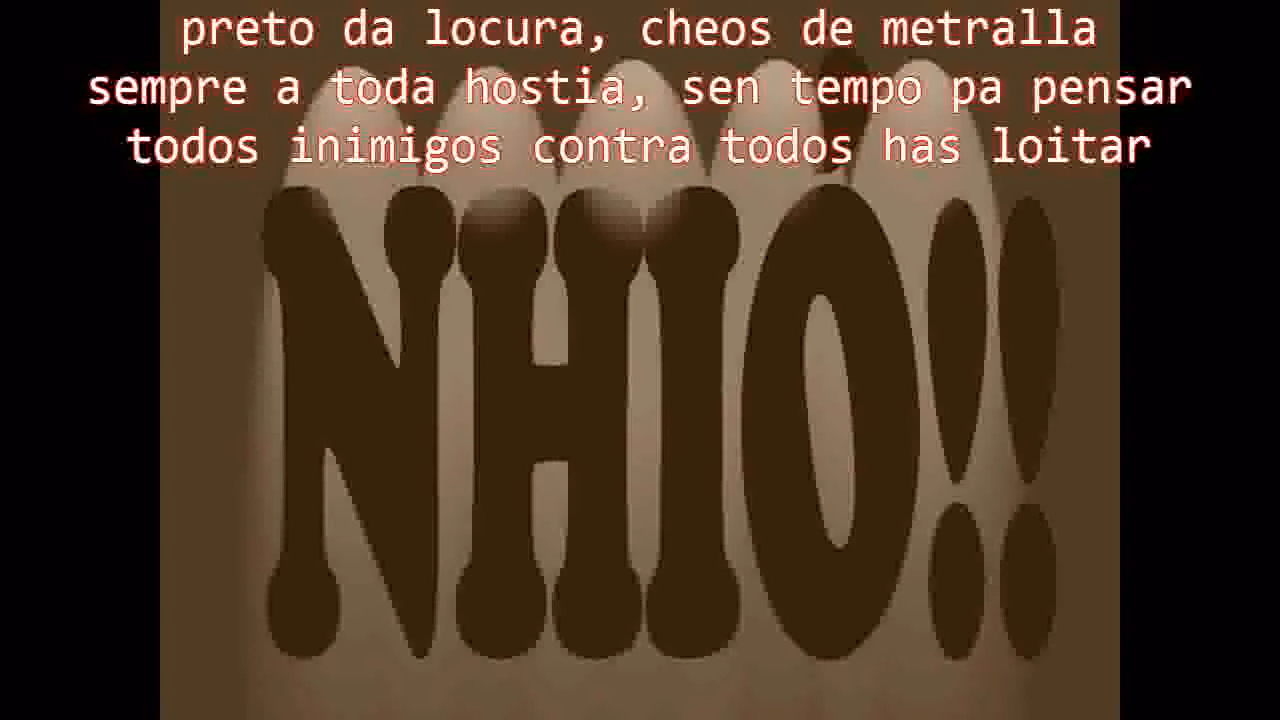 preto da locura, cheos de metralla
sempre a toda hostia, sen tempo pa pensar
todos inimigos contra todos has loitar
NHIO!!